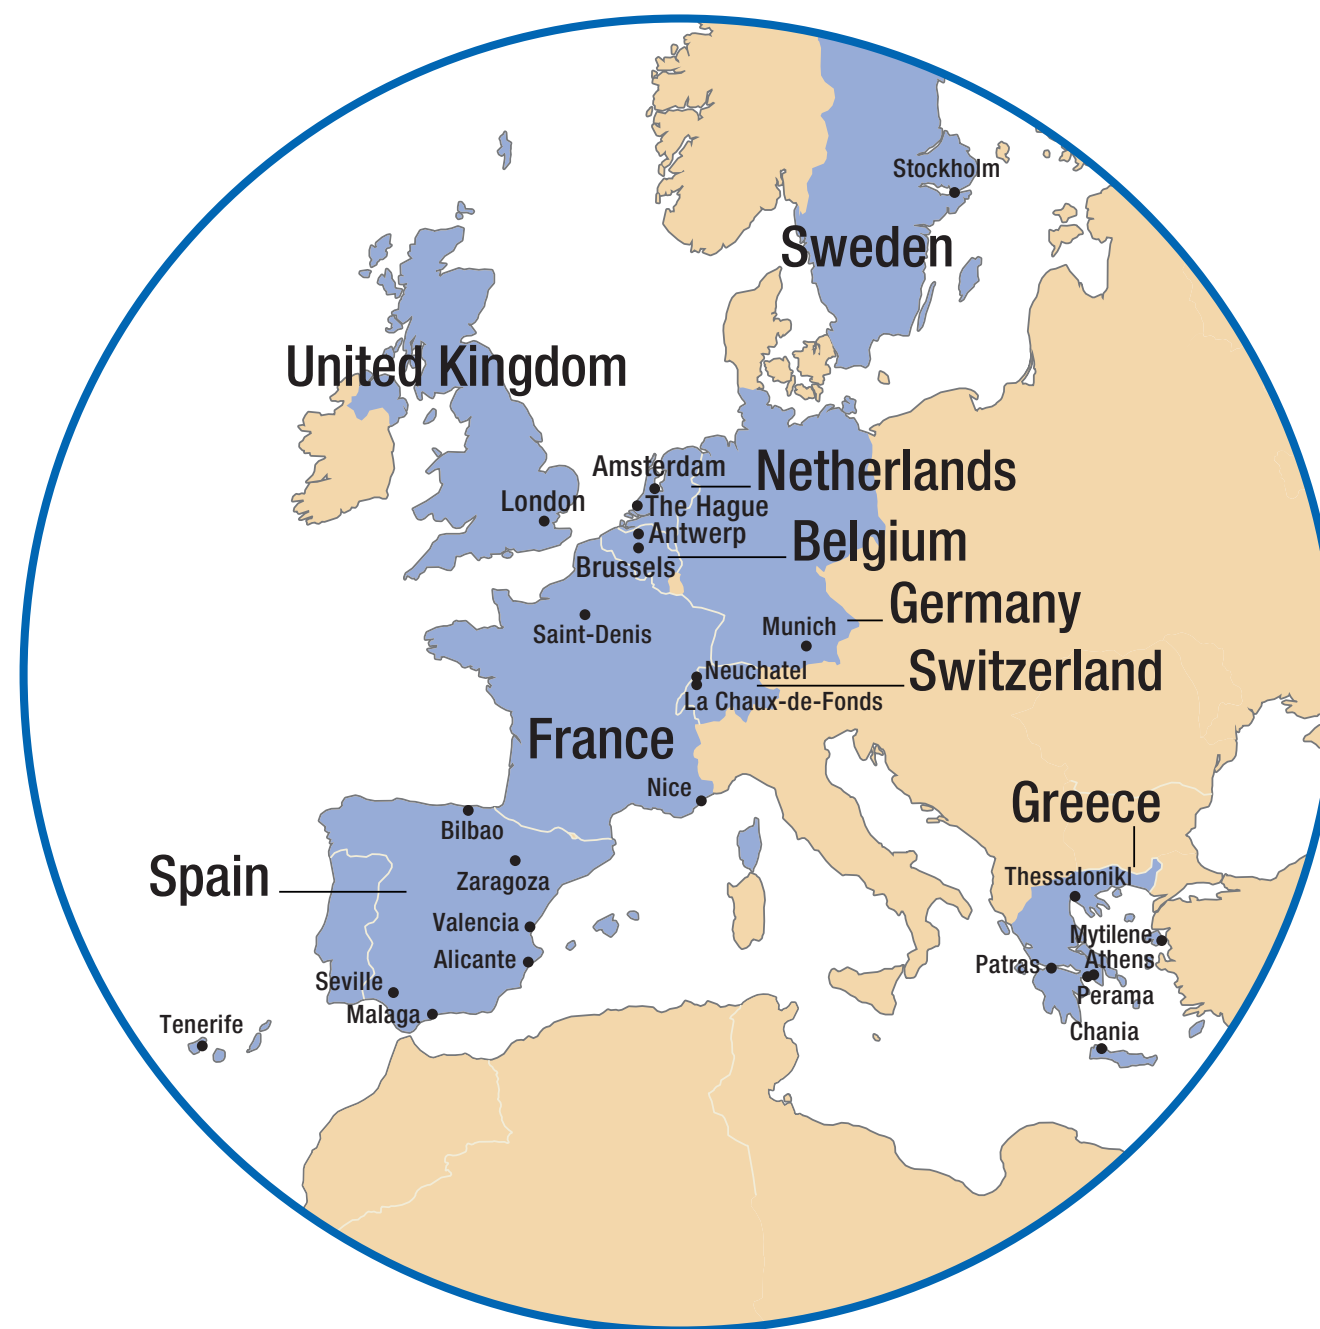 Stockholm
Sweden
United Kingdom
Amsterdam
Netherlands
London
The Hague
Antwerp
Belgium
Brussels
Germany
Saint-Denis
Munich
Neuchatel
Switzerland
La Chaux-de-Fonds
France
Nice
Greece
Bilbao
Spain
Zaragoza
Thessalonikl
Valencia
Mytilene
Alicante
Athens
Patras
Seville
Perama
Malaga
Tenerife
Chania